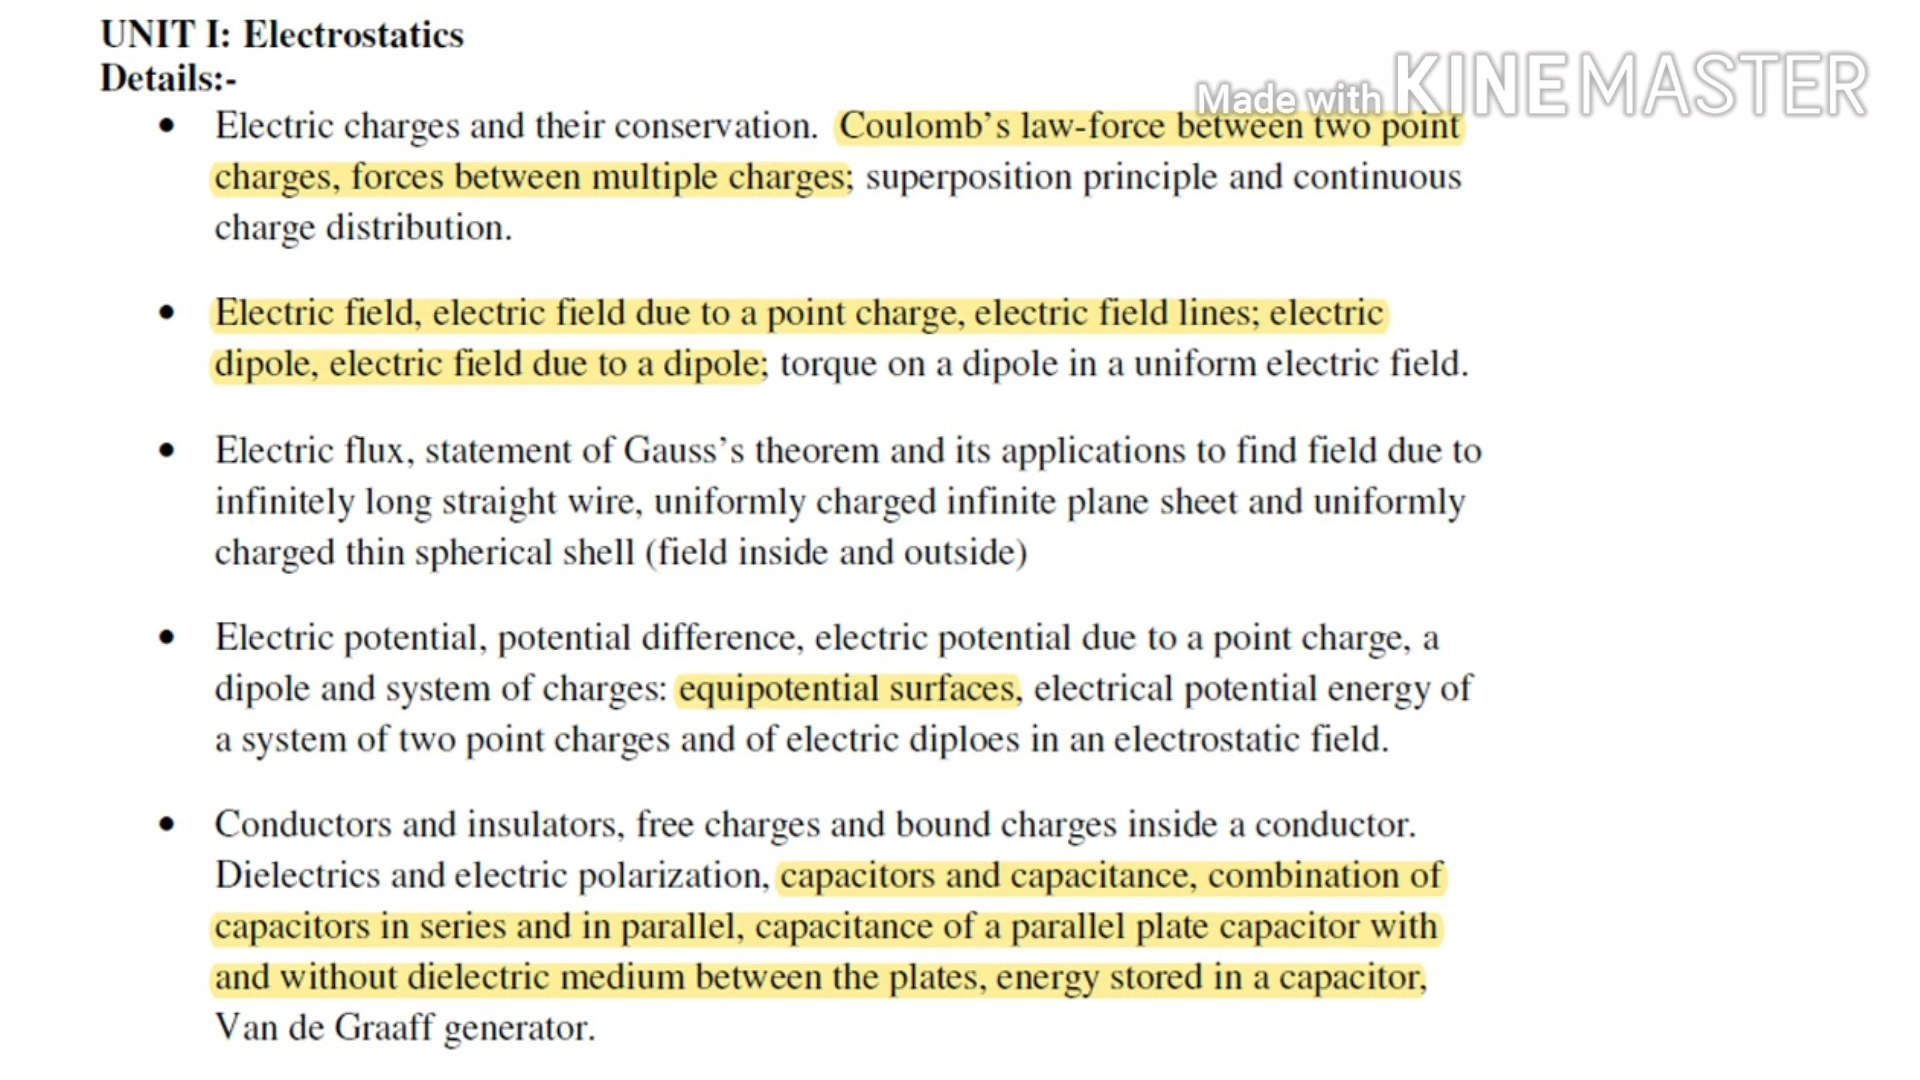 UNIT I: Electrostatics
Details:-
Made with KINEMASTER
• Electric charges and their conservation. Coulomb's law-force between two point
charges, forces between multiple charges; superposition principle and continuous
charge distribution.
• Electric field, electric field due to a point charge, electric field lines; electric
dipole, electric field due to a dipole; torque on a dipole in a uniform electric field.
• Electric flux, statement of Gauss's theorem and its applications to find field due to
infinitely long straight wire, uniformly charged infinite plane sheet and uniformly
charged thin spherical shell (field inside and outside)
• Electric potential, potential difference, electric potential due to a point charge, a
dipole and system of charges: equipotential surfaces, electrical potential energy of
a system of two point charges and of electric diploes in an electrostatic field.
• Conductors and insulators, free charges and bound charges inside a conductor.
Dielectrics and electric polarization, capacitors and capacitance, combination of
capacitors in series and in parallel, capacitance of a parallel plate capacitor with
and without dielectric medium between the plates, energy stored in a capacitor,
Van de Graaff generator.